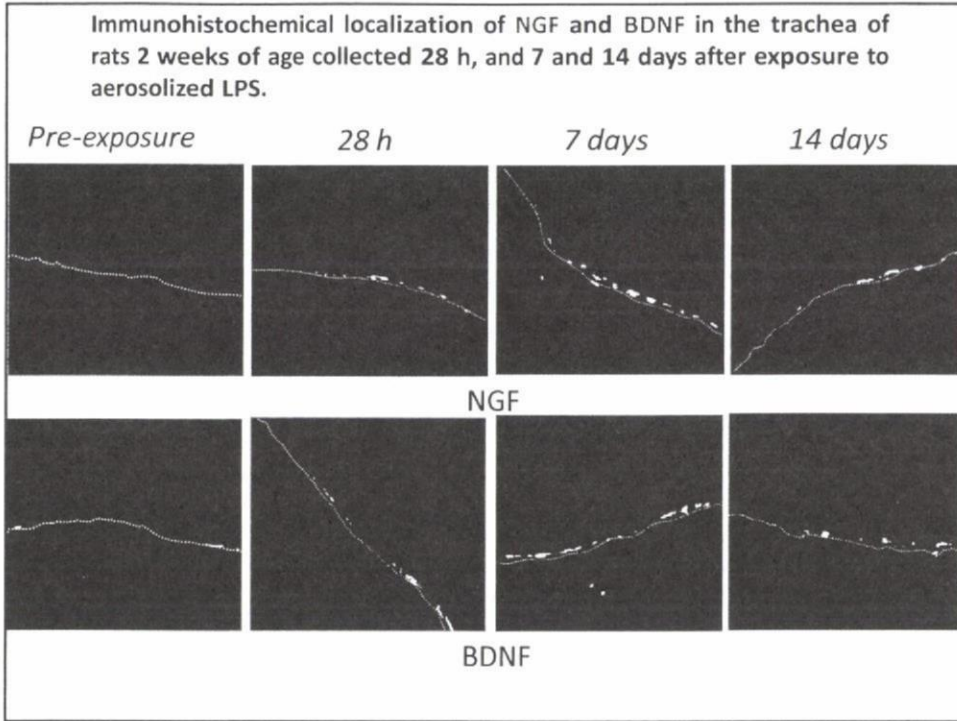 Immunohistochemical localization of NGF and BDNF in the trachea of
rats 2 weeks of age collected 28 h, and 7 and 14 days after exposure to
aerosolized LPS.
Pre-exposure 28 h 7 days 14 days
NGF
BDNF